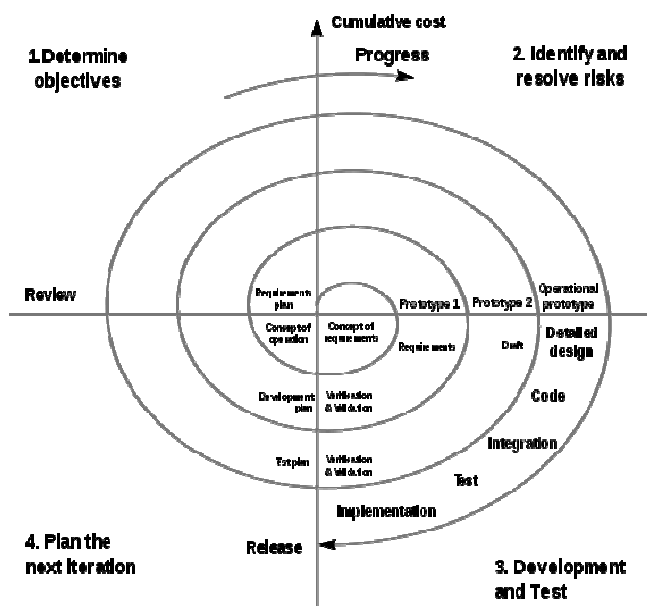 Cumulative cost
Progress
1.Determine
objectives
2. Identify and
resolve risks
Review
Requirements
plan
Prototype 1
Prototype 2
Operational
prototype
Concept of
operation
Concept of
requirements
Requirements
Draft
Detailed
design
Development
plan
Verification
& Validation
Code
Integration
Test plan
Verification
& Validation
Test
Implementation
4. Plan the
next iteration
Release
3. Development
and Test